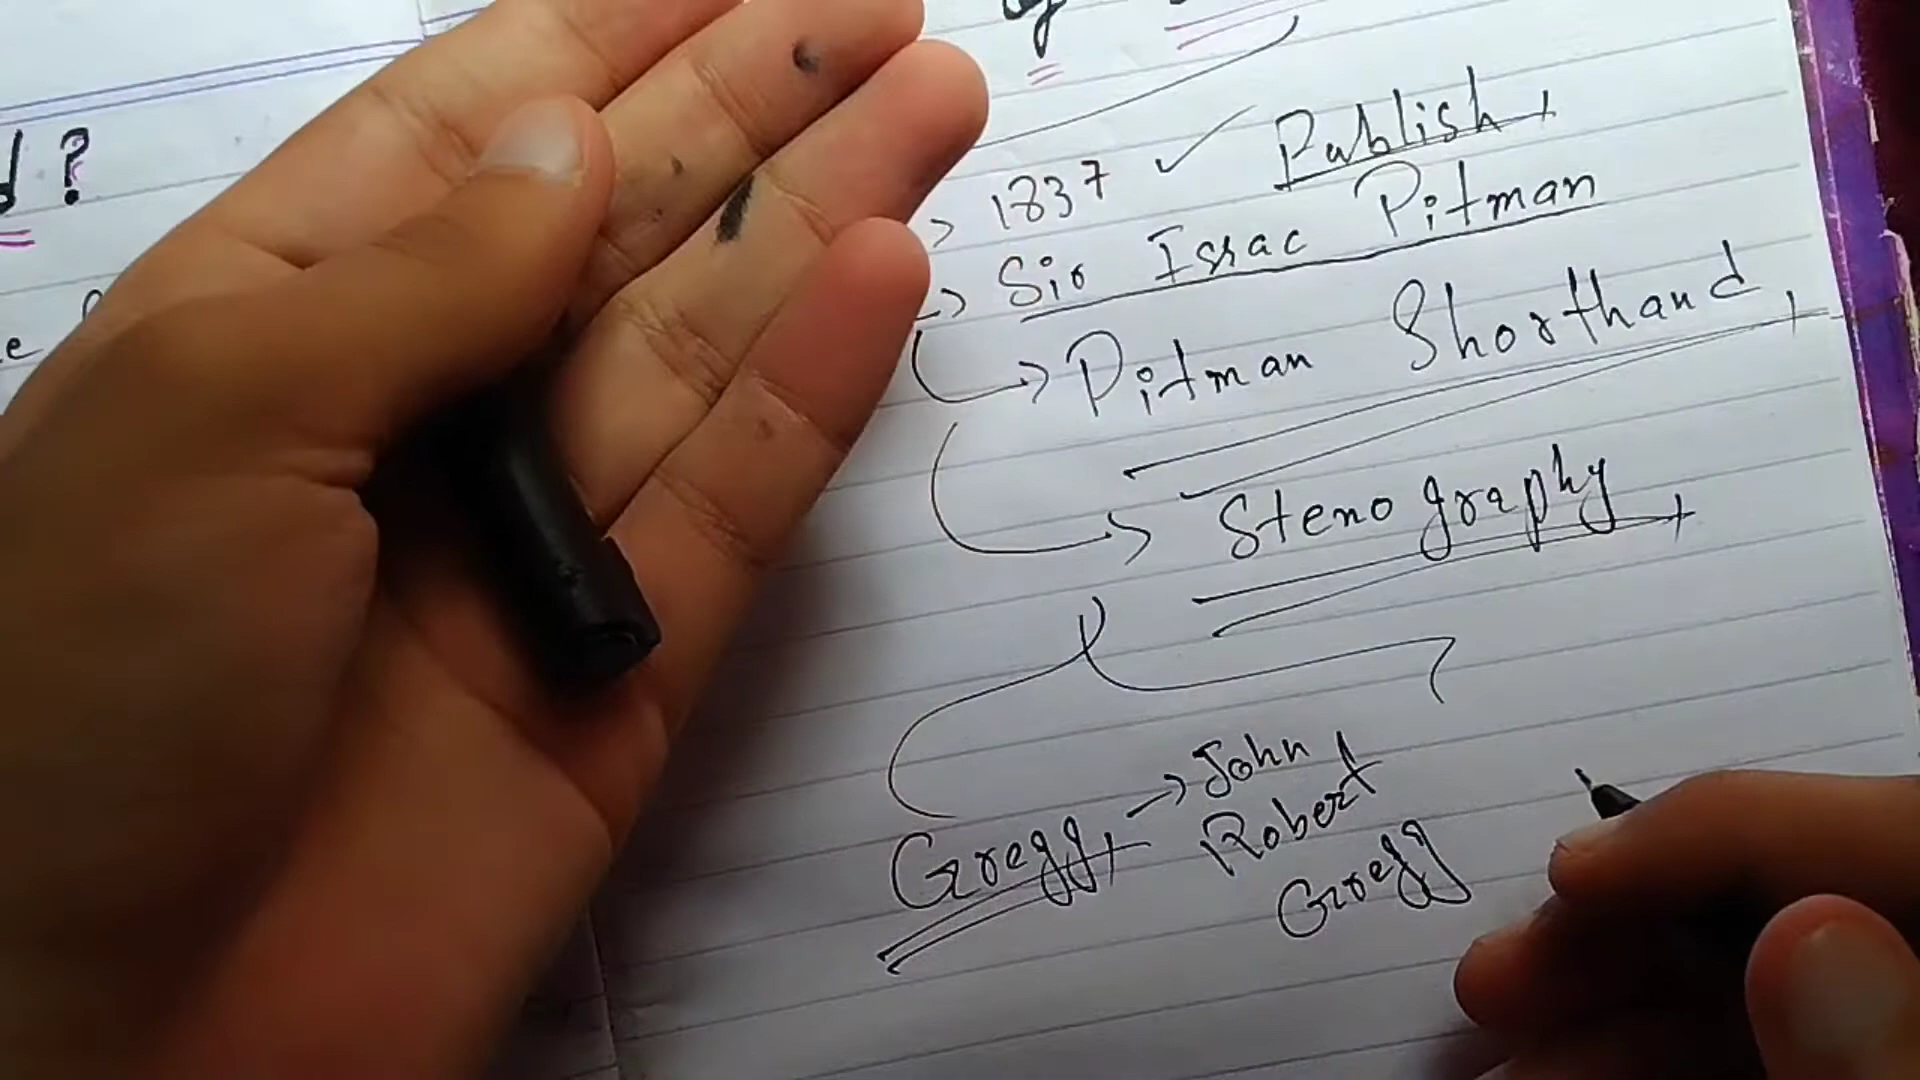 d?
e
1837 ✓ Publish
Sir Israc Pitman
Pitman Shorthand
Stenography
Gregg → John
Robert
Gregg